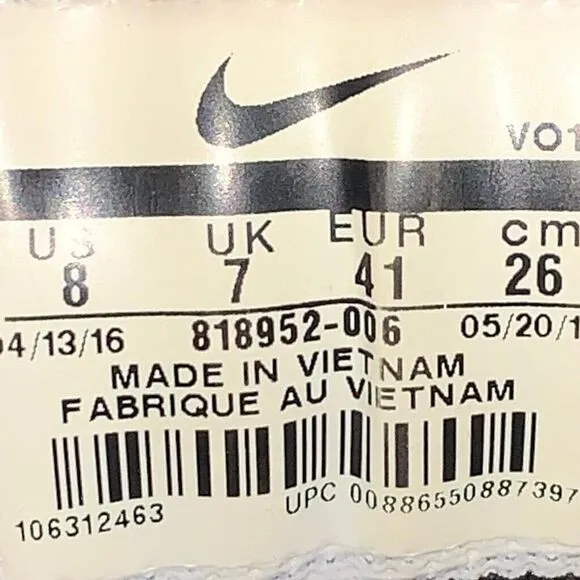 VO1
US UK EUR cm
8 7 41 26
04/13/16 818952-006 05/20/1
MADE IN VIETNAM
FABRIQUE AU VIETNAM
106312463 UPC 00886550887397